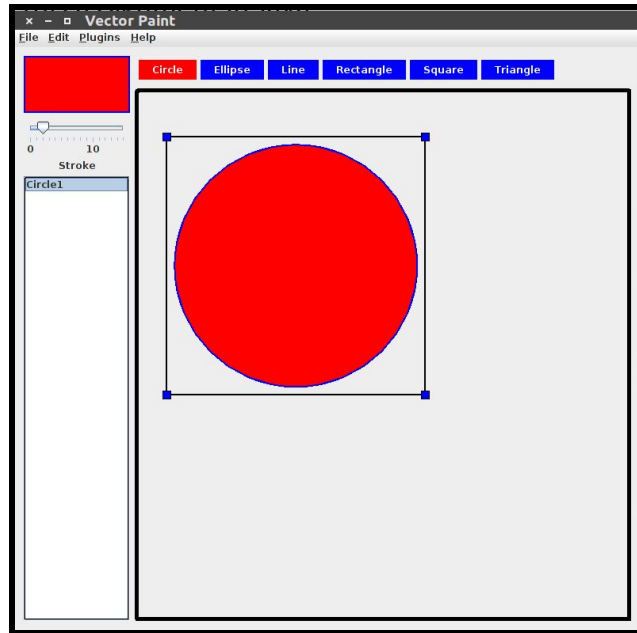 Vector Paint
File Edit Plugins Help
Circle Ellipse Line Rectangle Square Triangle
0 10
Stroke
Circle1